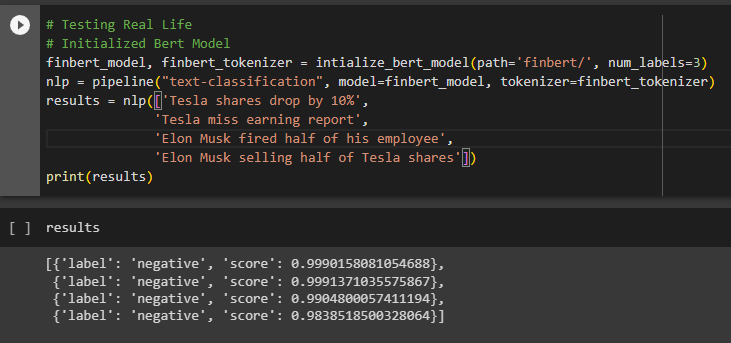 # Testing Real Life
# Initialized Bert Model
finbert_model, finbert_tokenizer = intialize_bert_model(path='finbert/', num_labels=3)
nlp = pipeline("text-classification", model=finbert_model, tokenizer=finbert_tokenizer)
results = nlp(['Tesla shares drop by 10%',
'Tesla miss earning report',
'Elon Musk fired half of his employee',
'Elon Musk selling half of Tesla shares'])
print(results)
[ ] results
[{'label': 'negative', 'score': 0.9990158081054688},
{'label': 'negative', 'score': 0.9991371035575867},
{'label': 'negative', 'score': 0.9904800057411194},
{'label': 'negative', 'score': 0.9838518500328064}]